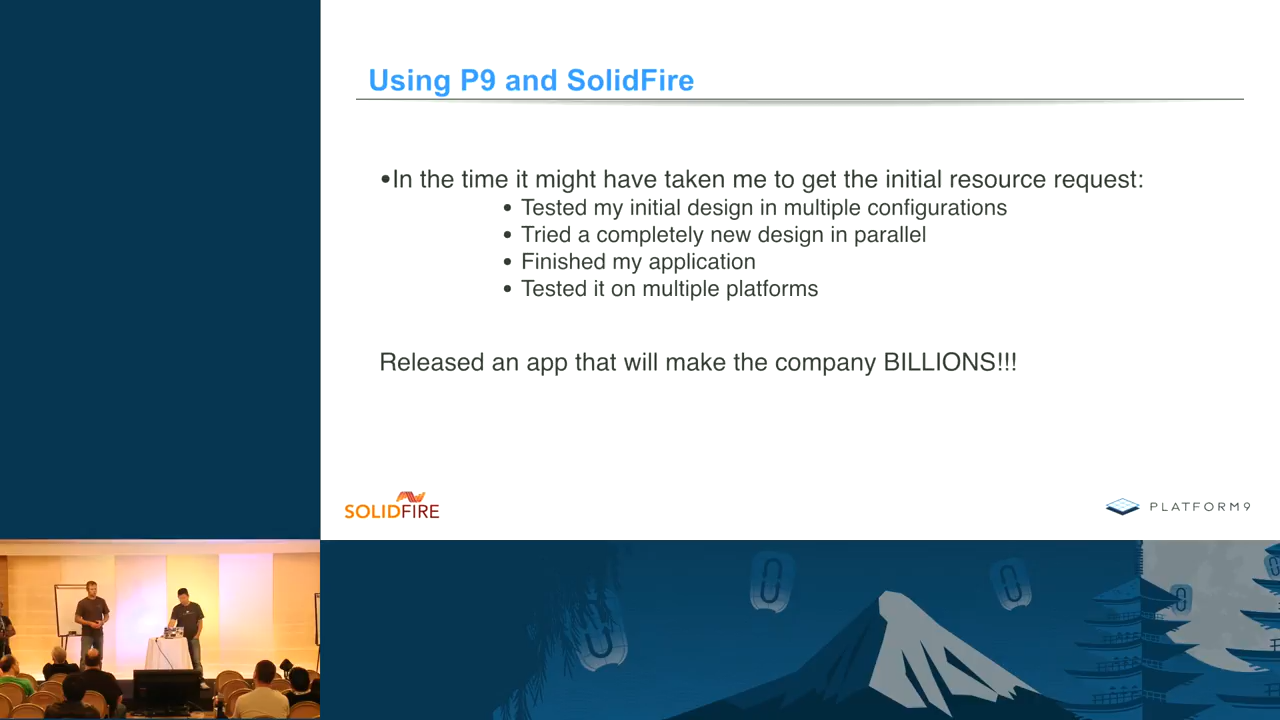 Using P9 and SolidFire
•In the time it might have taken me to get the initial resource request:
• Tested my initial design in multiple configurations
• Tried a completely new design in parallel
• Finished my application
• Tested it on multiple platforms
Released an app that will make the company BILLIONS!!!
SOLIDFIRE
PLATFORM9